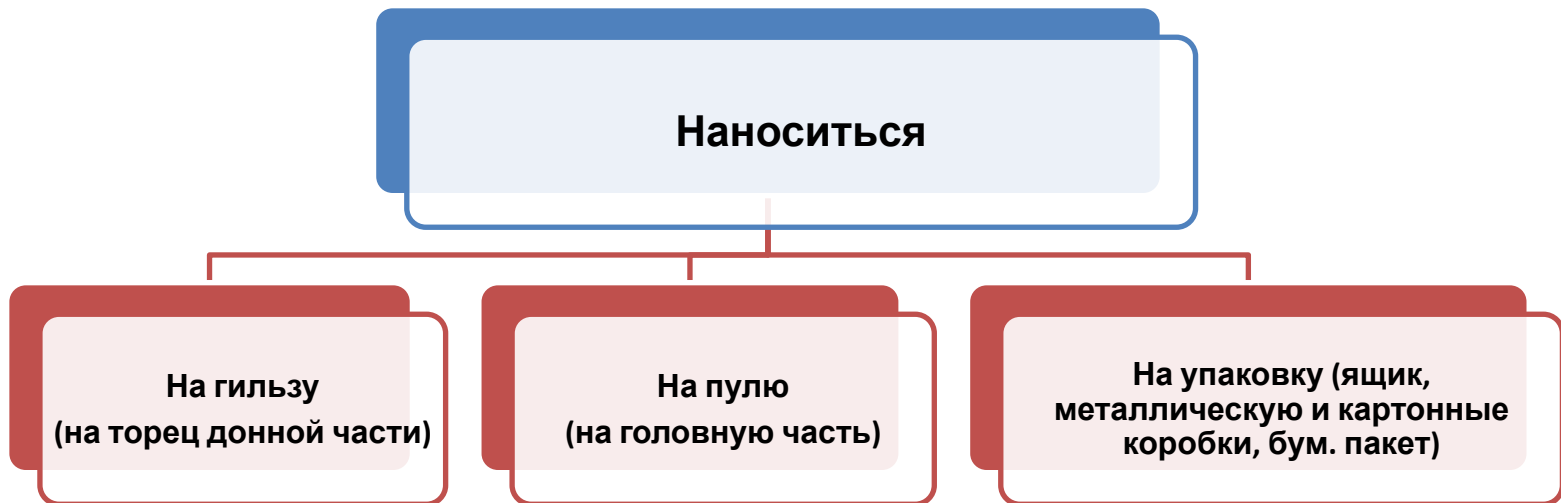 Наноситься
На гильзу
(на торец донной части)
На пулю
(на головную часть)
На упаковку (ящик,
металлическую и картонные
коробки, бум. пакет)